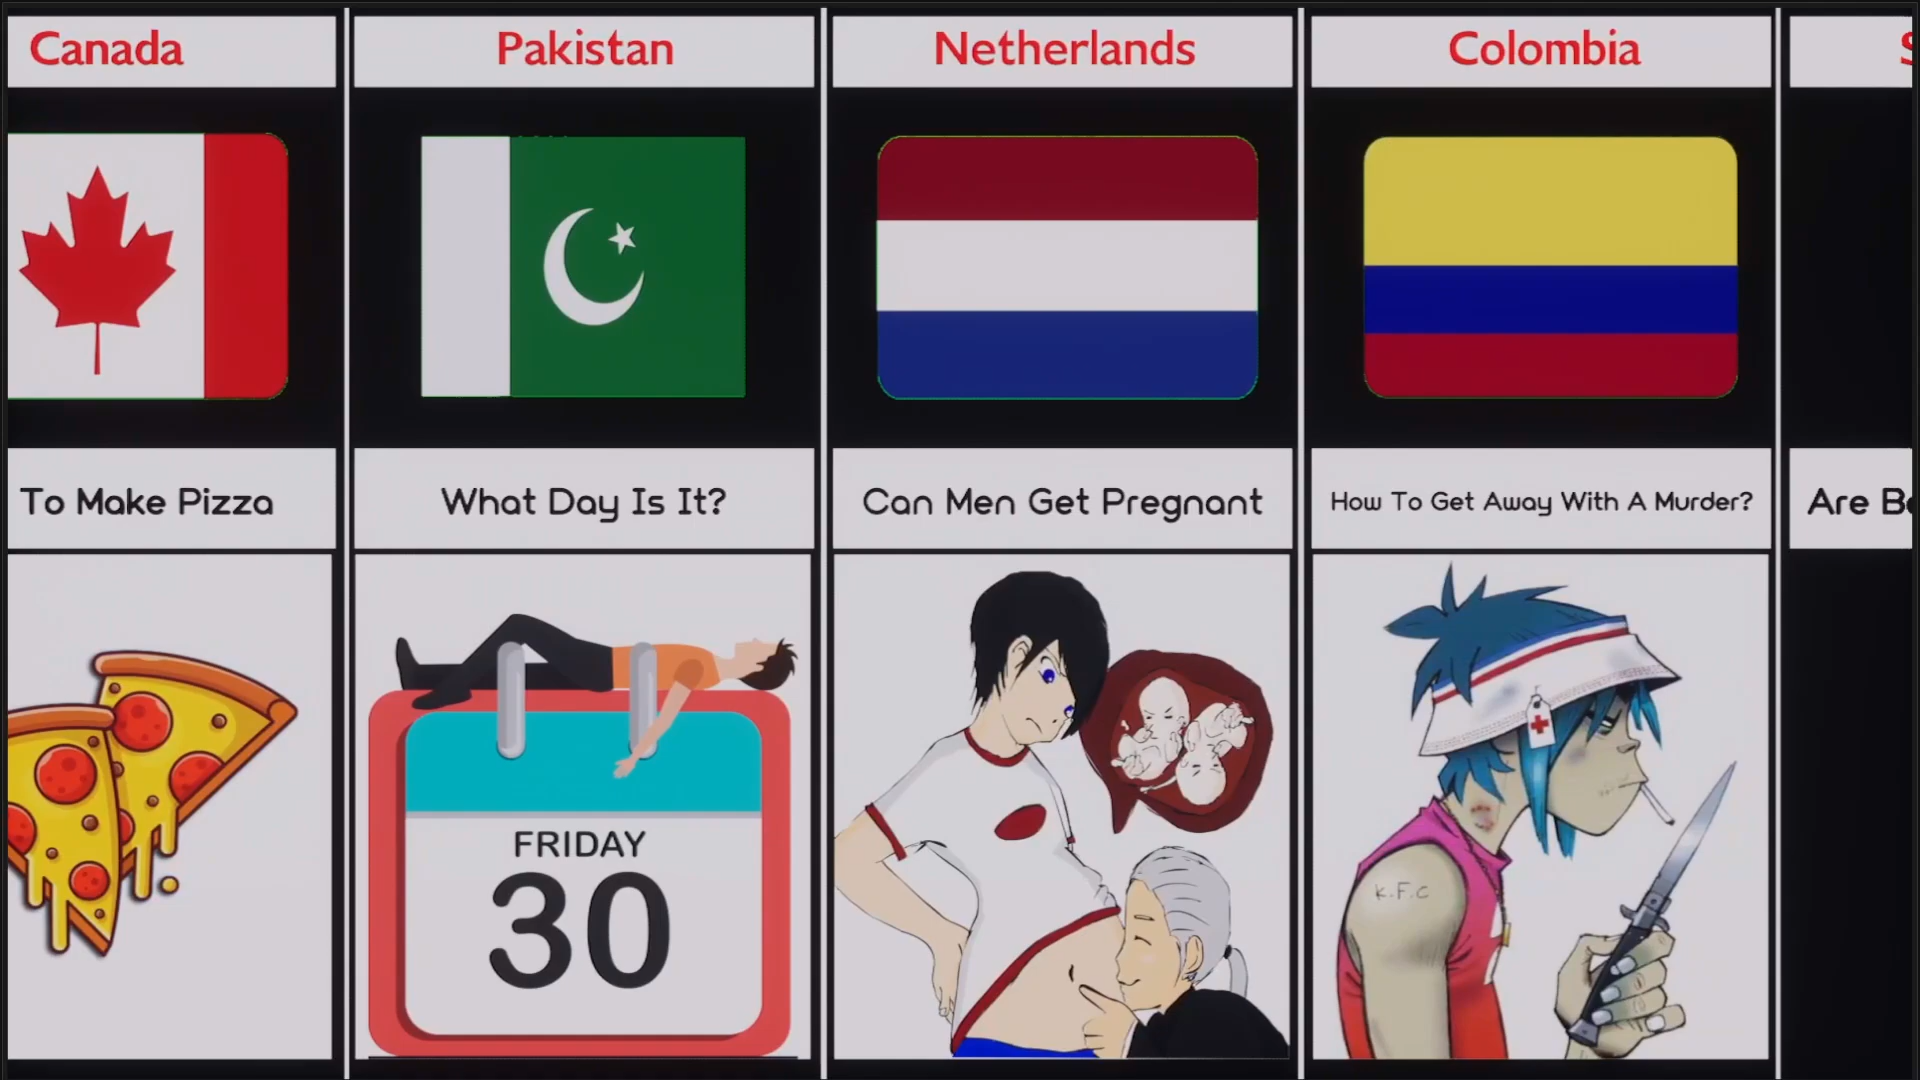 Canada
Pakistan
Netherlands
Colombia
To Make Pizza
What Day Is It?
Can Men Get Pregnant
How To Get Away With A Murder?
Are
FRIDAY
30
K.F.C